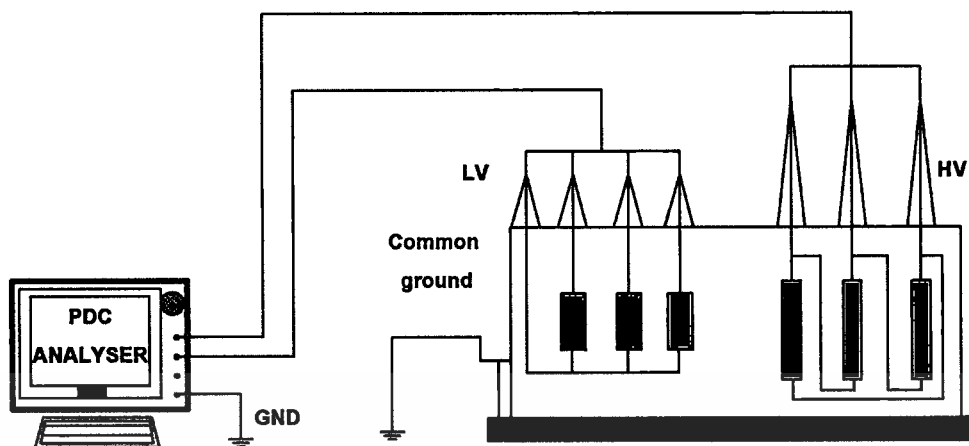 LV
HV
Common
ground
PDC
ANALYSER
GND